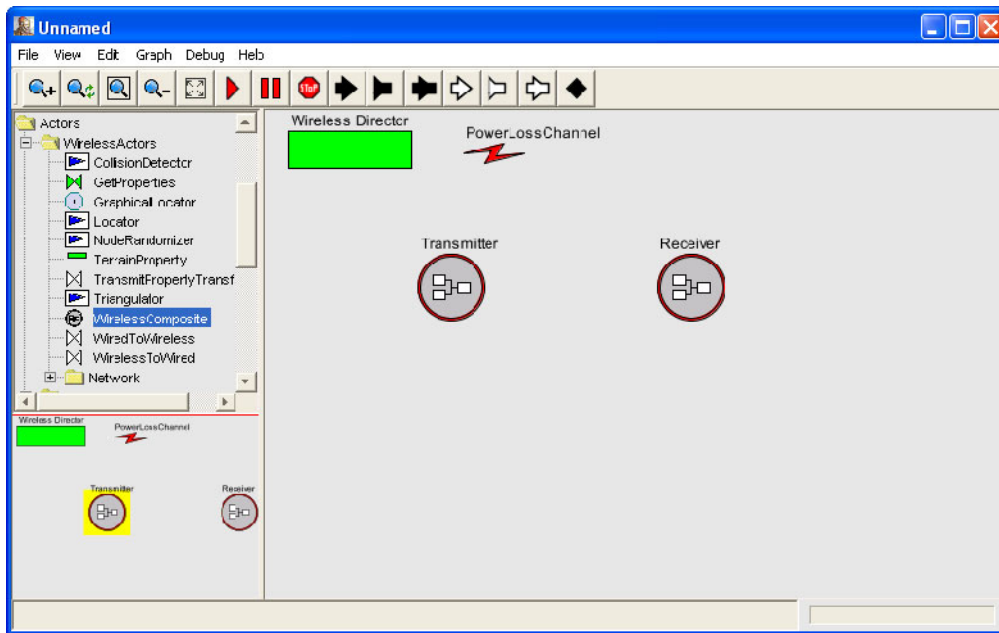 Unnamed
File View Edit Graph Debug Help
STOP
Actors
WirelessActors
CollisionDetector
GetProperties
GraphicalLocator
Locator
NodeRandomizer
TerrainProperty
TransmitPropertyTransf
Triangulator
WirelessComposite
WiredToWireless
WirelessToWired
Network
Wireless Director
PowerLossChannel
Transmitter
Receiver
Wireless Director
PowerLossChannel
Transmitter
Receiver